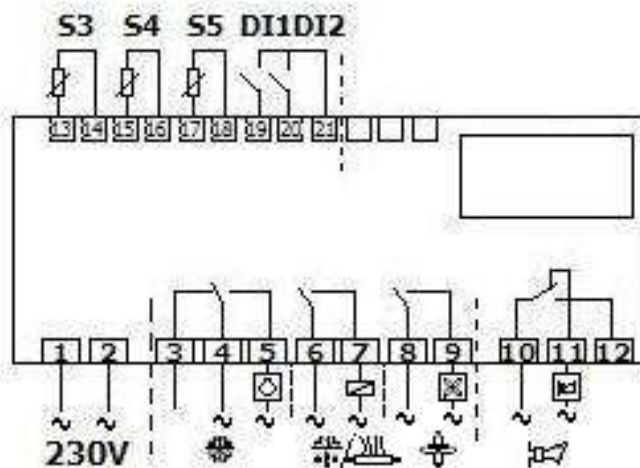 S3 S4 S5 DI1DI2
13 14 15 16 17 18 19 20 21
1 2 3 4 5 6 7 8 9 10 11 12
~ ~ ~ ~ ~ ~ ~ ~ ~ ~
230V